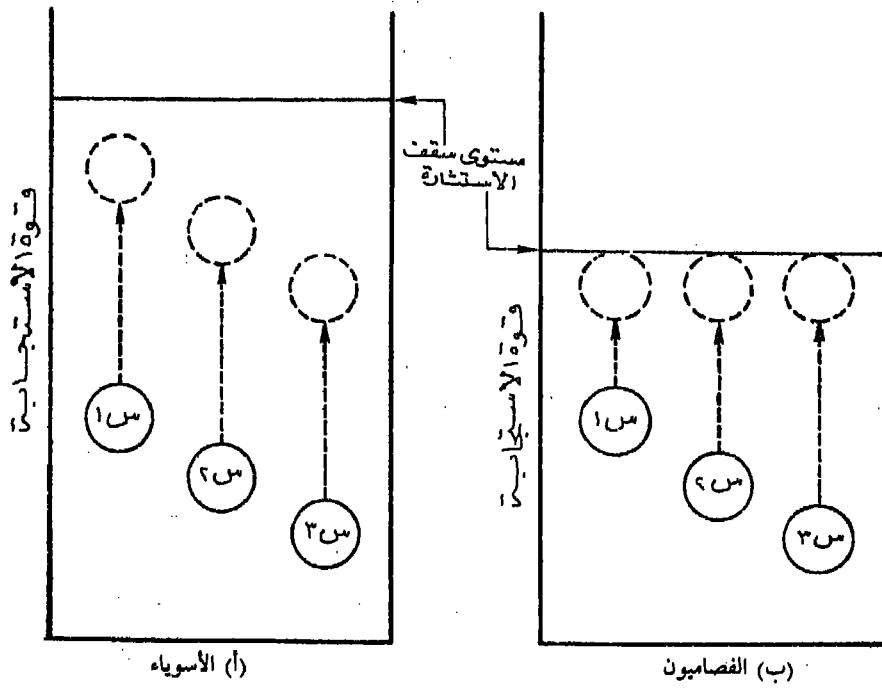 مستوى سقف
الاستثارة
قوة الاستجابة
س١
س٢
س٣
(أ) الأسوياء
قوة الاستجابة
س١
س٢
س٣
(ب) الفصاميون